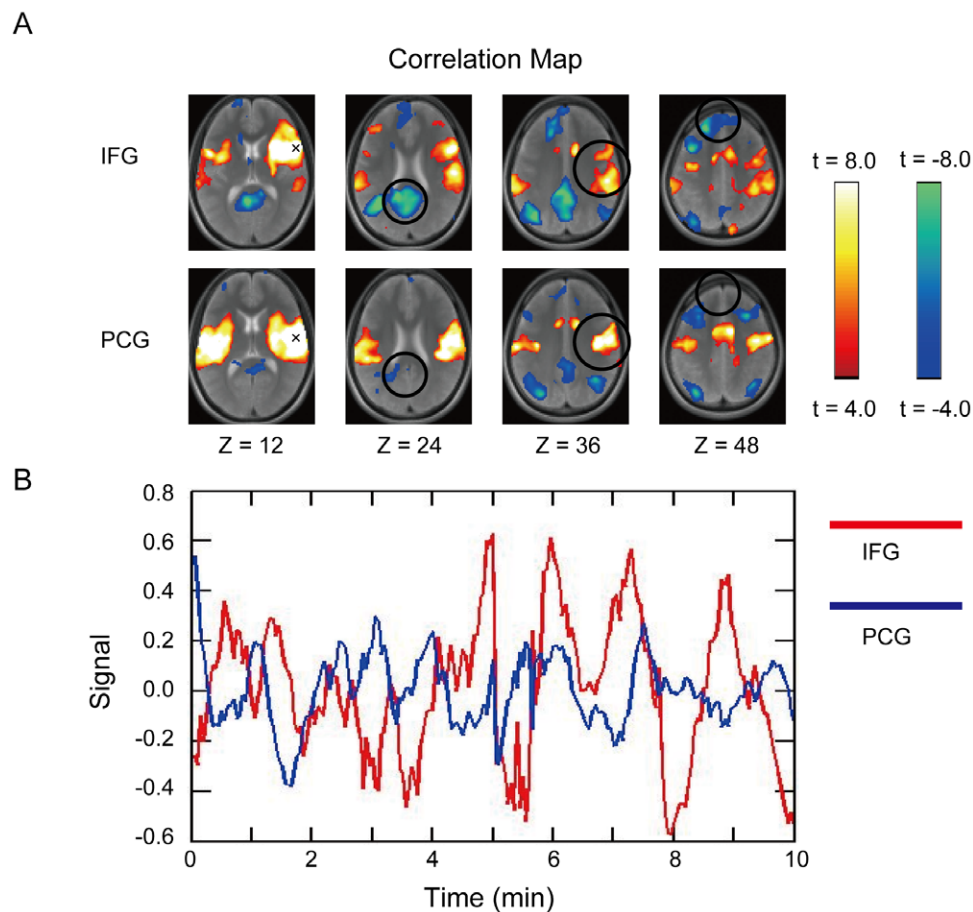 A
Correlation Map
IFG
PCG
Z = 12 Z = 24 Z = 36 Z = 48
t = 8.0 t = -8.0
t = 4.0 t = -4.0
B
0.8
0.6
0.4
0.2
0.0
-0.2
-0.4
-0.6
Signal
0 2 4 6 8 10
Time (min)
IFG
PCG